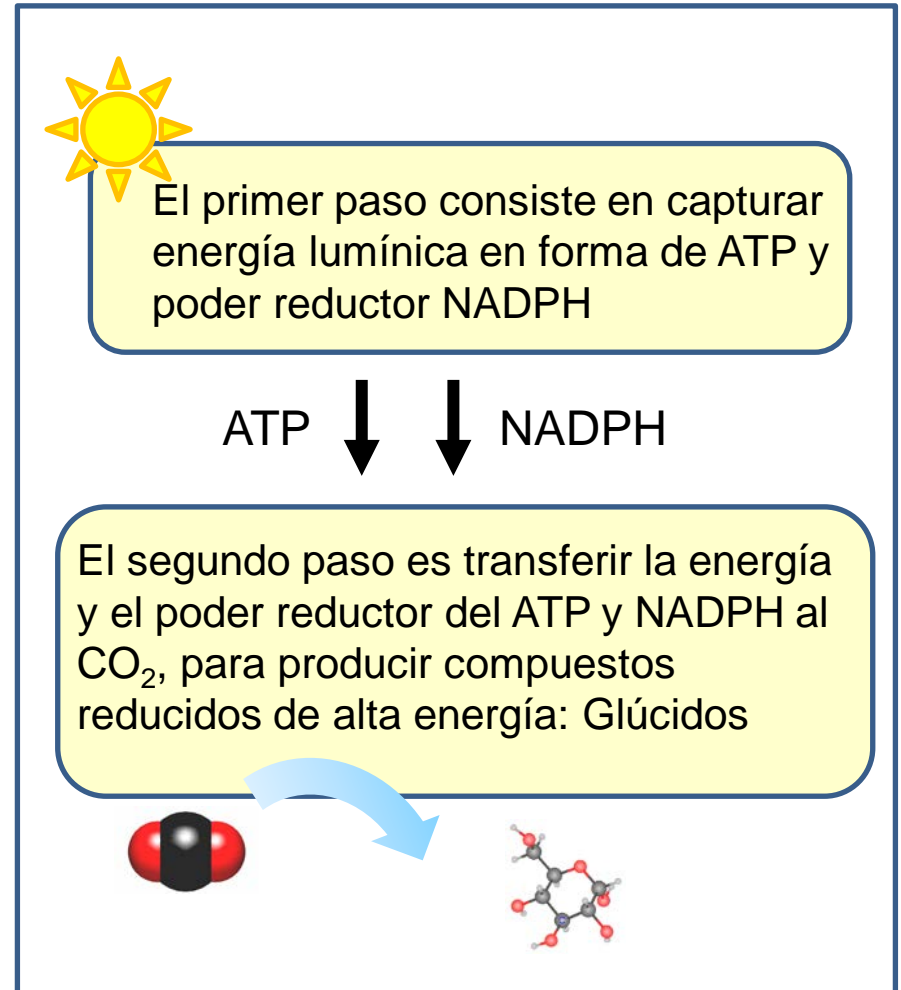 El primer paso consiste en capturar
energía lumínica en forma de ATP y
poder reductor NADPH
ATP NADPH
El segundo paso es transferir la energía
y el poder reductor del ATP y NADPH al
CO₂, para producir compuestos
reducidos de alta energía: Glúcidos